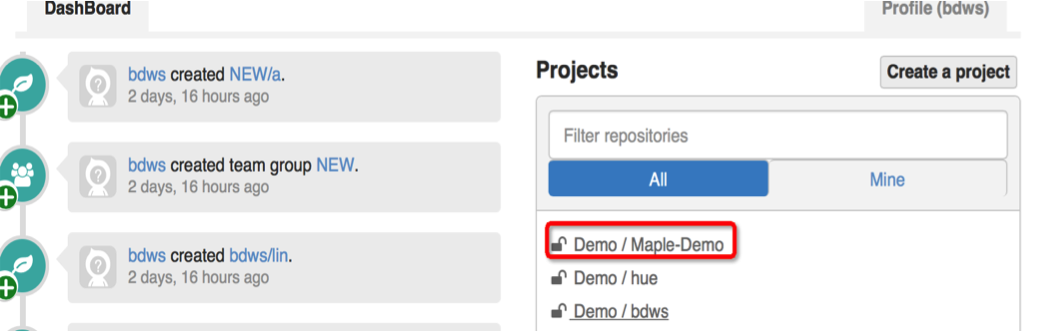 DashBoard
Profile (bdws)
bdws created NEW/a.
2 days, 16 hours ago
bdws created team group NEW.
2 days, 16 hours ago
bdws created bdws/lin.
2 days, 16 hours ago
Projects
Create a project
Filter repositories
All
Mine
Demo / Maple-Demo
Demo / hue
Demo / bdws